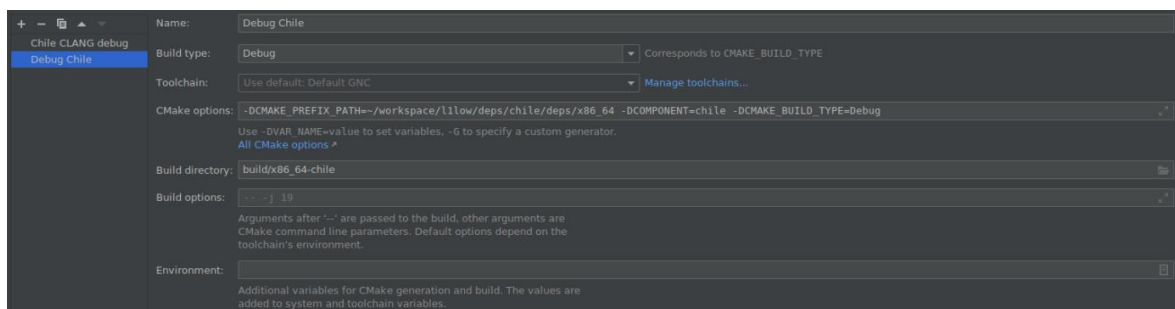 Name: Debug Chile
Chile CLANG debug
Debug Chile
Build type: Debug Corresponds to CMAKE_BUILD_TYPE
Toolchain: Use default: Default GNC Manage toolchains...
CMake options: -DCMAKE_PREFIX_PATH=~/workspace/l1low/deps/chile/deps/x86_64 -DCOMPONENT=chile -DCMAKE_BUILD_TYPE=Debug
Use -DVAR_NAME=value to set variables, -G to specify a custom generator.
All CMake options ↗
Build directory: build/x86_64-chile
Build options: -- -j 19
Arguments after '--' are passed to the build, other arguments are
CMake command line parameters. Default options depend on the
toolchain's environment.
Environment:
Additional variables for CMake generation and build. The values are
added to system and toolchain variables.